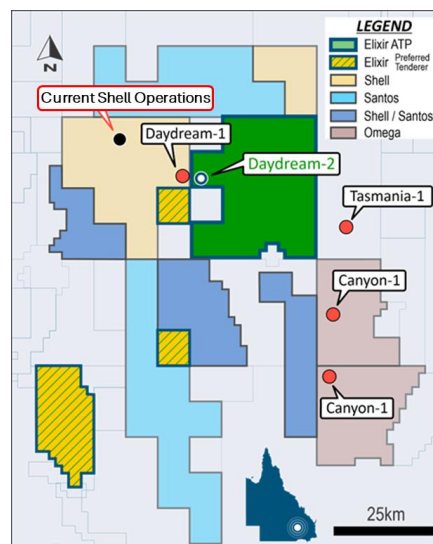 LEGEND
Elixir ATP
Elixir Preferred Tenderer
Shell
Santos
Shell / Santos
Omega
N
Current Shell Operations
Daydream-1
Daydream-2
Tasmania-1
Canyon-1
Canyon-1
25km